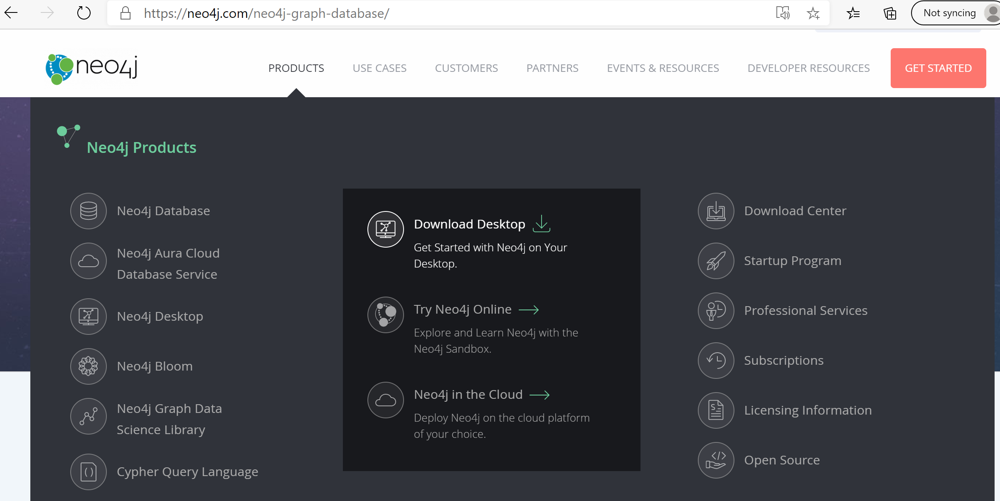 https://neo4j.com/neo4j-graph-database/
Not syncing
neo4j
PRODUCTS
USE CASES
CUSTOMERS
PARTNERS
EVENTS & RESOURCES
DEVELOPER RESOURCES
GET STARTED
Neo4j Products
Neo4j Database
Neo4j Aura Cloud
Database Service
Neo4j Desktop
Neo4j Bloom
Neo4j Graph Data
Science Library
Cypher Query Language
Download Desktop
Get Started with Neo4j on Your
Desktop.
Try Neo4j Online
Explore and Learn Neo4j with the
Neo4j Sandbox.
Neo4j in the Cloud
Deploy Neo4j on the cloud platform
of your choice.
Download Center
Startup Program
Professional Services
Subscriptions
Licensing Information
Open Source